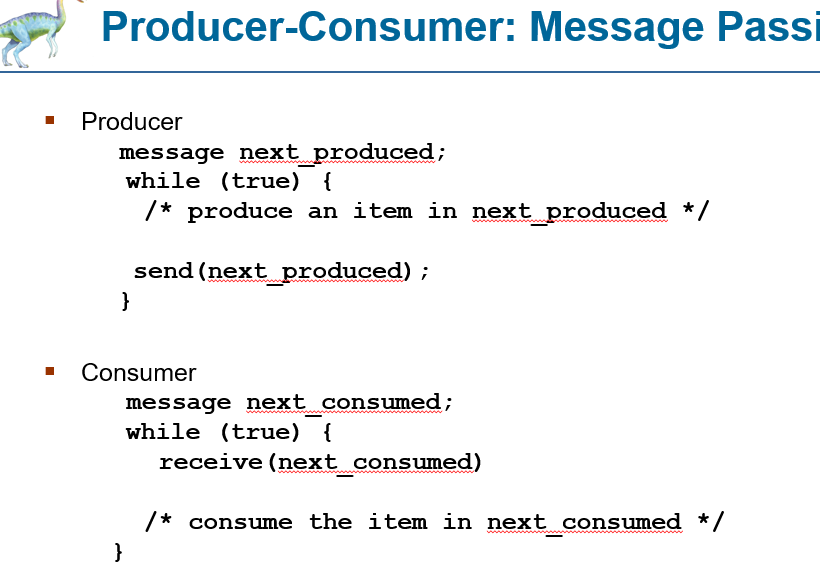 Producer-Consumer: Message Passi
Producer
message next_produced;
while (true) {
/* produce an item in next_produced */
send(next_produced);
}
Consumer
message next_consumed;
while (true) {
receive(next_consumed)
/* consume the item in next_consumed */
}